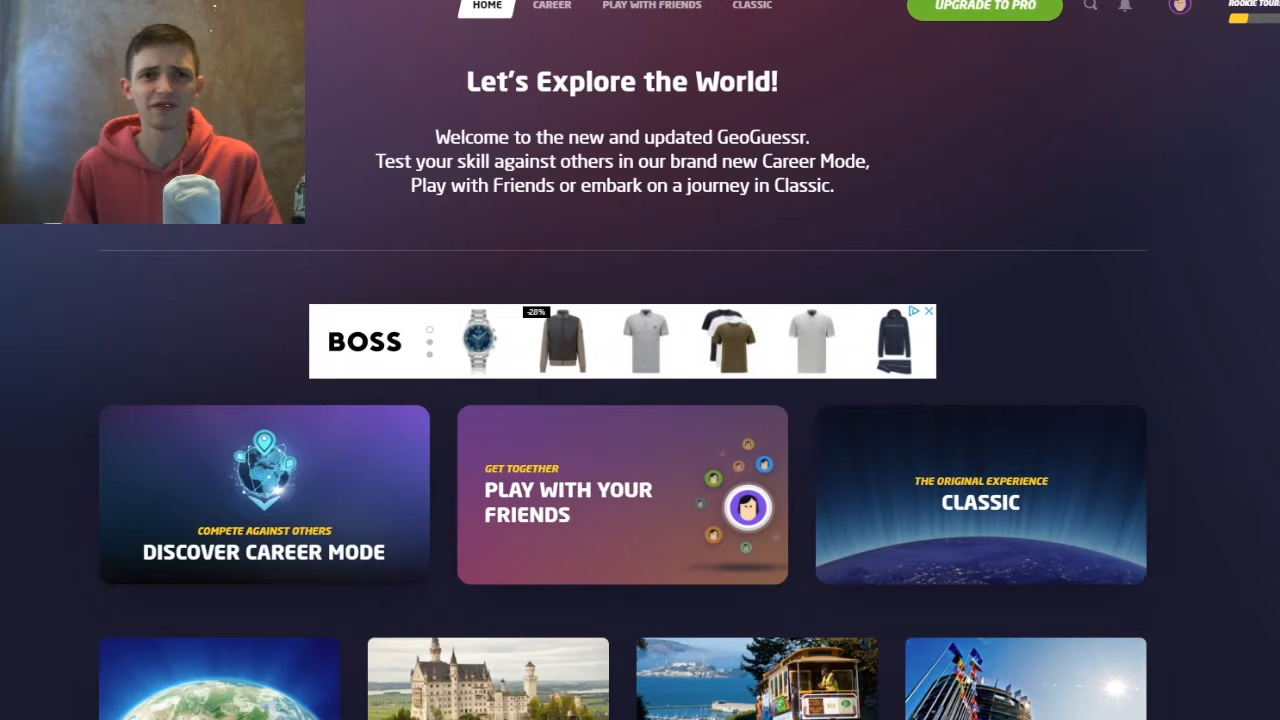 HOME
CAREER
PLAY WITH FRIENDS
CLASSIC
UPGRADE TO PRO
ROOKIE TOUR
Let's Explore the World!
Welcome to the new and updated GeoGuessr.
Test your skill against others in our brand new Career Mode,
Play with Friends or embark on a journey in Classic.
BOSS
-28%
COMPETE AGAINST OTHERS
DISCOVER CAREER MODE
GET TOGETHER
PLAY WITH YOUR
FRIENDS
THE ORIGINAL EXPERIENCE
CLASSIC